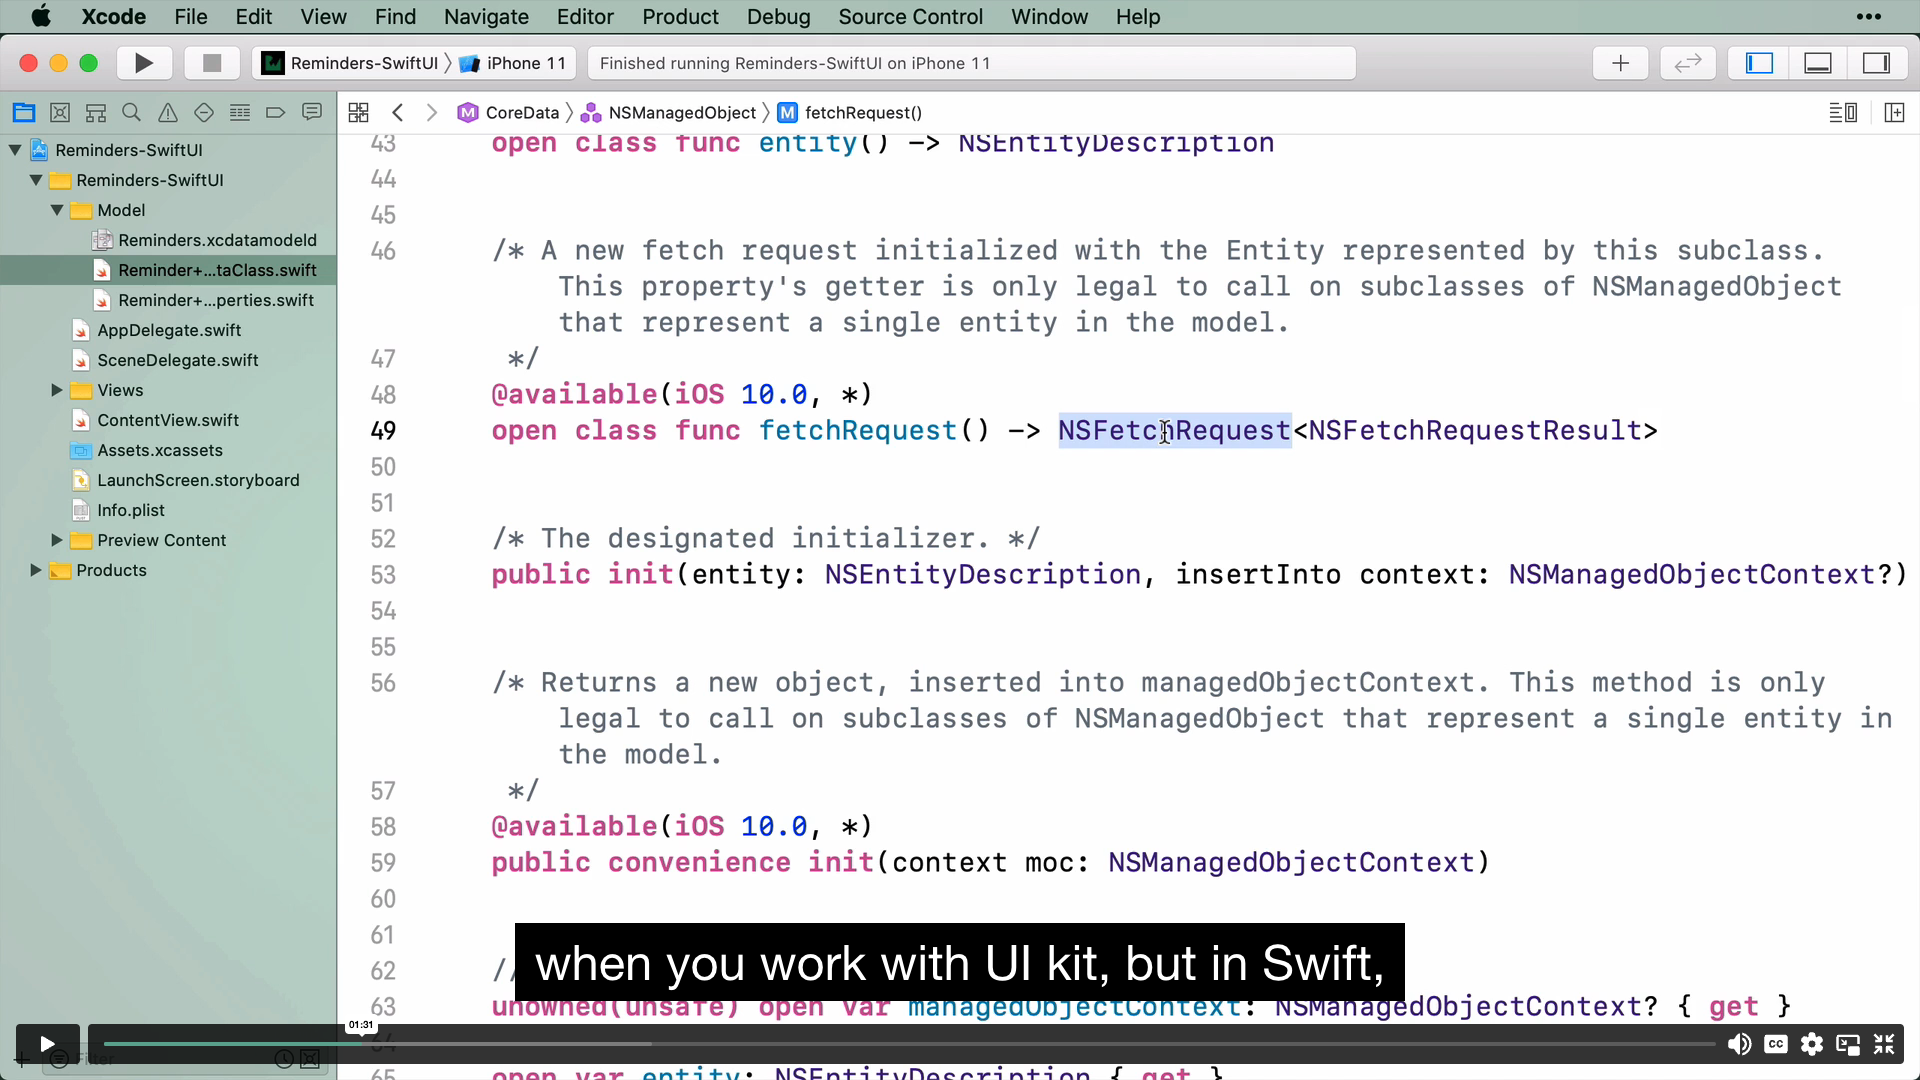 Xcode File Edit View Find Navigate Editor Product Debug Source Control Window Help
Reminders-SwiftUI iPhone 11
Finished running Reminders-SwiftUI on iPhone 11
CoreData NSManagedObject M fetchRequest()
Reminders-SwiftUI
Reminders-SwiftUI
Model
Reminders.xcdatamodeld
Reminder+...taClass.swift
Reminder+...perties.swift
AppDelegate.swift
SceneDelegate.swift
Views
ContentView.swift
Assets.xcassets
LaunchScreen.storyboard
Info.plist
Preview Content
Products
Filter
43 open class func entity() -> NSEntityDescription
44
45
46 /* A new fetch request initialized with the Entity represented by this subclass.
This property's getter is only legal to call on subclasses of NSManagedObject
that represent a single entity in the model.
47 */
48 @available(iOS 10.0, *)
49 open class func fetchRequest() -> NSFetchRequest<NSFetchRequestResult>
50
51
52 /* The designated initializer. */
53 public init(entity: NSEntityDescription, insertInto context: NSManagedObjectContext?)
54
55
56 /* Returns a new object, inserted into managedObjectContext. This method is only
legal to call on subclasses of NSManagedObject that represent a single entity in
the model.
57 */
58 @available(iOS 10.0, *)
59 public convenience init(context moc: NSManagedObjectContext)
60
61
62 //
when you work with UI kit, but in Swift,
63 unowned(unsafe) open var managedObjectContext: NSManagedObjectContext? { get }
01:31
CC
64
65 open var entity: NSEntityDescription { get }